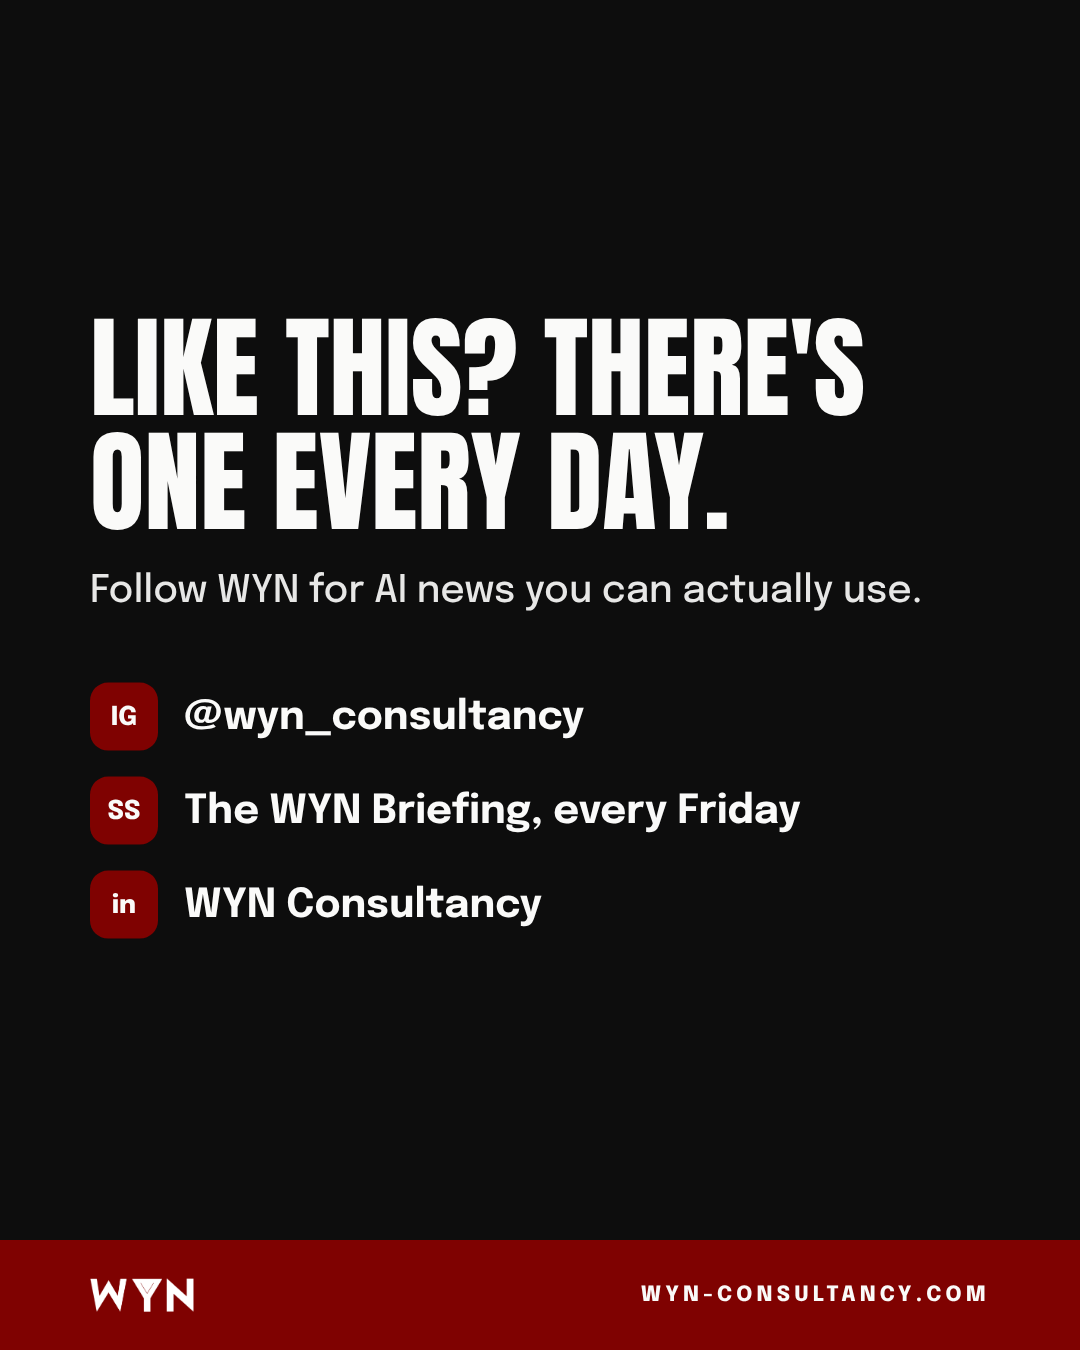 LIKE THIS? THERE'S
ONE EVERY DAY.
Follow WYN for AI news you can actually use.
IG @wyn_consultancy
SS The WYN Briefing, every Friday
in WYN Consultancy
WYN WYN-CONSULTANCY.COM